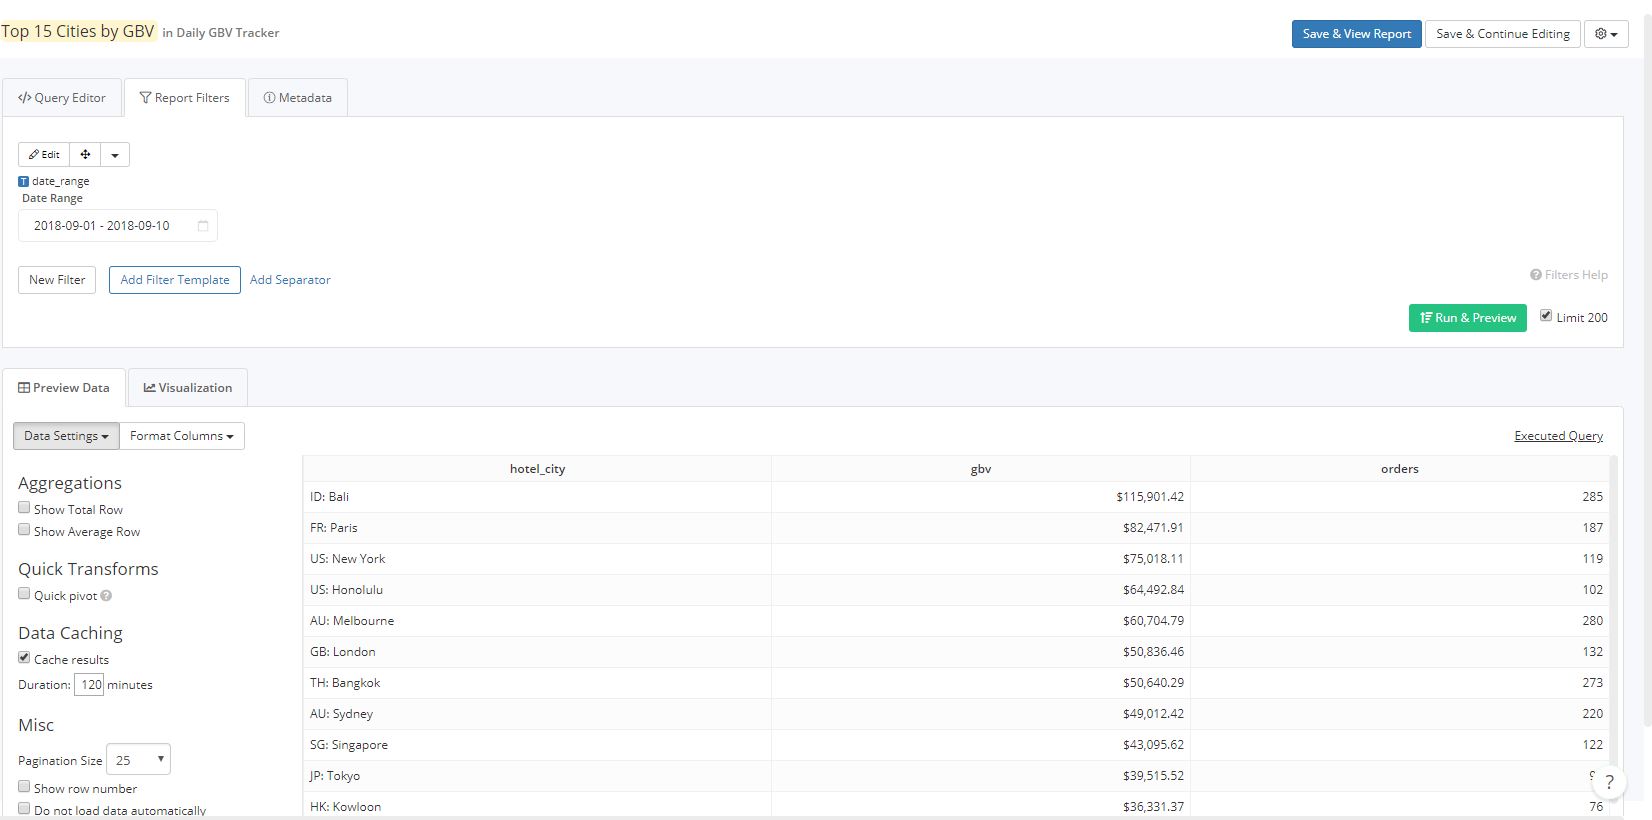 Top 15 Cities by GBV in Daily GBV Tracker
Save & View Report Save & Continue Editing
Query Editor Report Filters Metadata
Edit
T date_range
Date Range
2018-09-01 - 2018-09-10
New Filter Add Filter Template Add Separator
Filters Help
Run & Preview Limit 200
Preview Data Visualization
Data Settings Format Columns
Executed Query
Aggregations
Show Total Row
Show Average Row
Quick Transforms
Quick pivot ?
Data Caching
Cache results
Duration: 120 minutes
Misc
Pagination Size 25
Show row number
Do not load data automatically
hotel_city gbv orders
ID: Bali $115,901.42 285
FR: Paris $82,471.91 187
US: New York $75,018.11 119
US: Honolulu $64,492.84 102
AU: Melbourne $60,704.79 280
GB: London $50,836.46 132
TH: Bangkok $50,640.29 273
AU: Sydney $49,012.42 220
SG: Singapore $43,095.62 122
JP: Tokyo $39,515.52
HK: Kowloon $36,331.37 76
?